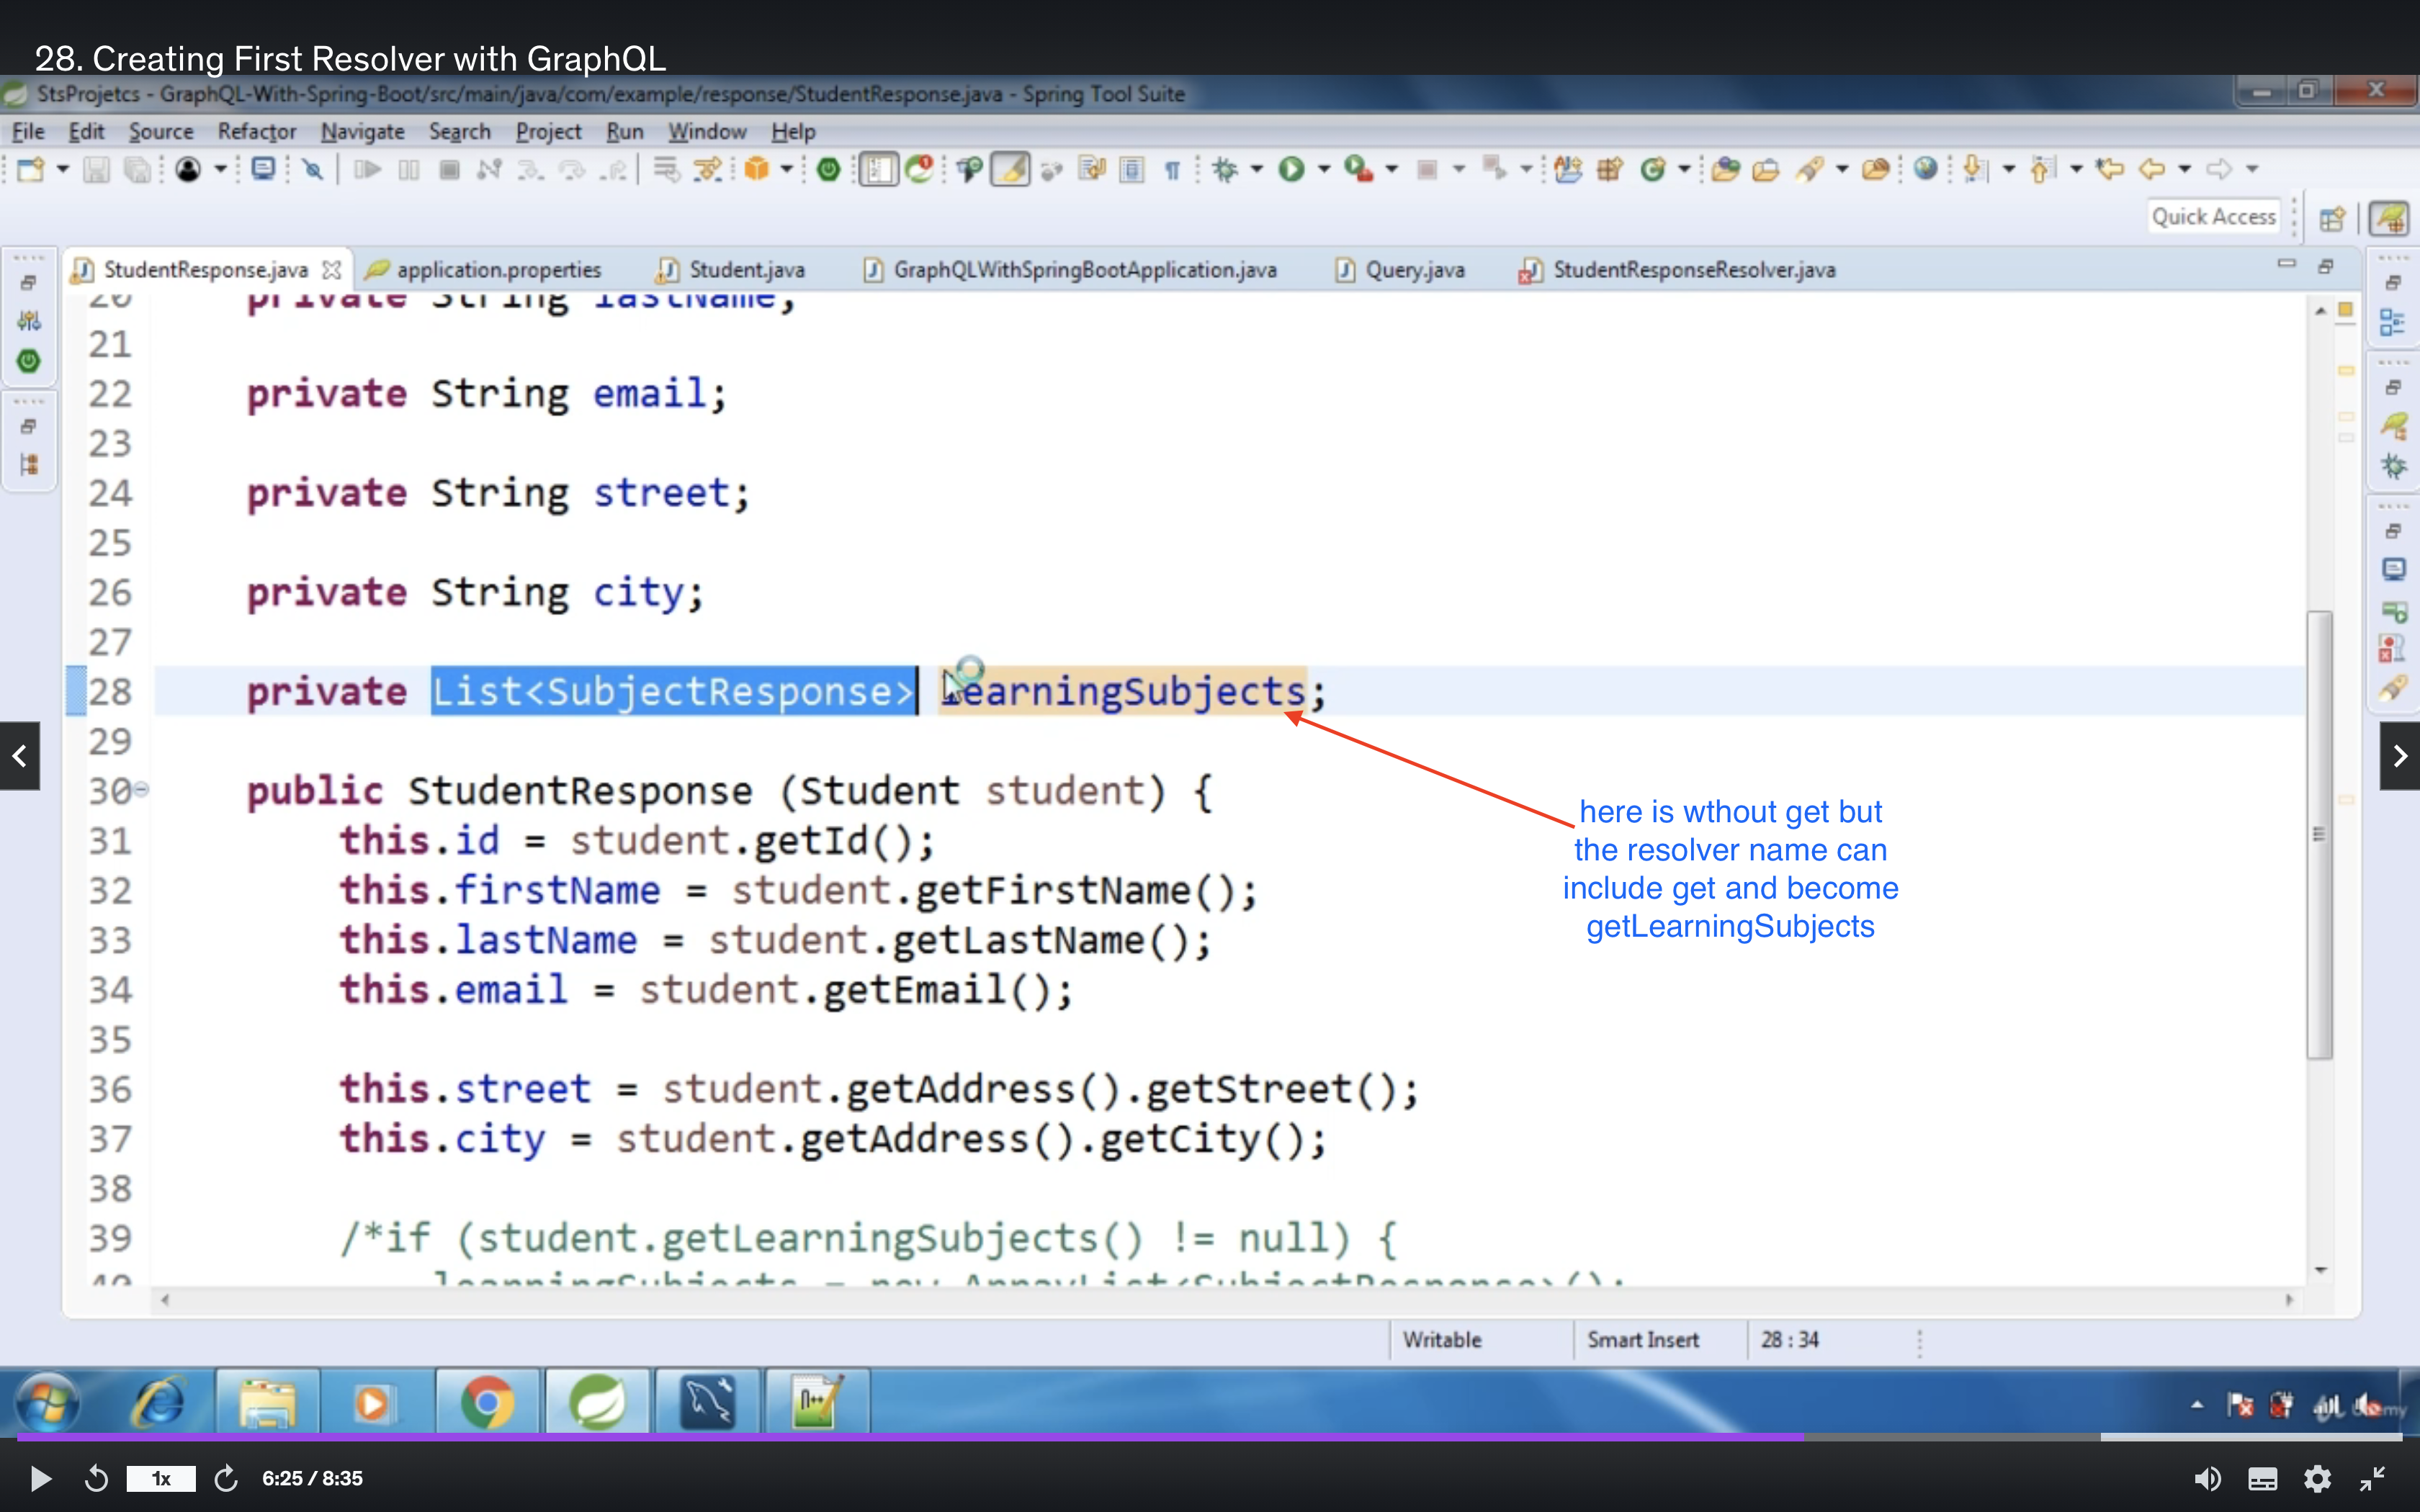 28. Creating First Resolver with GraphQL
StsProjetcs - GraphQL-With-Spring-Boot/src/main/java/com/example/response/StudentResponse.java - Spring Tool Suite
File Edit Source Refactor Navigate Search Project Run Window Help
Quick Access
StudentResponse.java application.properties Student.java GraphQLWithSpringBootApplication.java Query.java StudentResponseResolver.java
20 private String lastName;
21
22 private String email;
23
24 private String street;
25
26 private String city;
27
28 private List<SubjectResponse> learningSubjects;
29
30 public StudentResponse (Student student) {
31 this.id = student.getId();
32 this.firstName = student.getFirstName();
33 this.lastName = student.getLastName();
34 this.email = student.getEmail();
35
36 this.street = student.getAddress().getStreet();
37 this.city = student.getAddress().getCity();
38
39 /*if (student.getLearningSubjects() != null) {
40 learningSubjects = new ArrayList<SubjectResponse>();
here is wthout get but
the resolver name can
include get and become
getLearningSubjects
Writable Smart Insert 28 : 34
1x 6:25 / 8:35